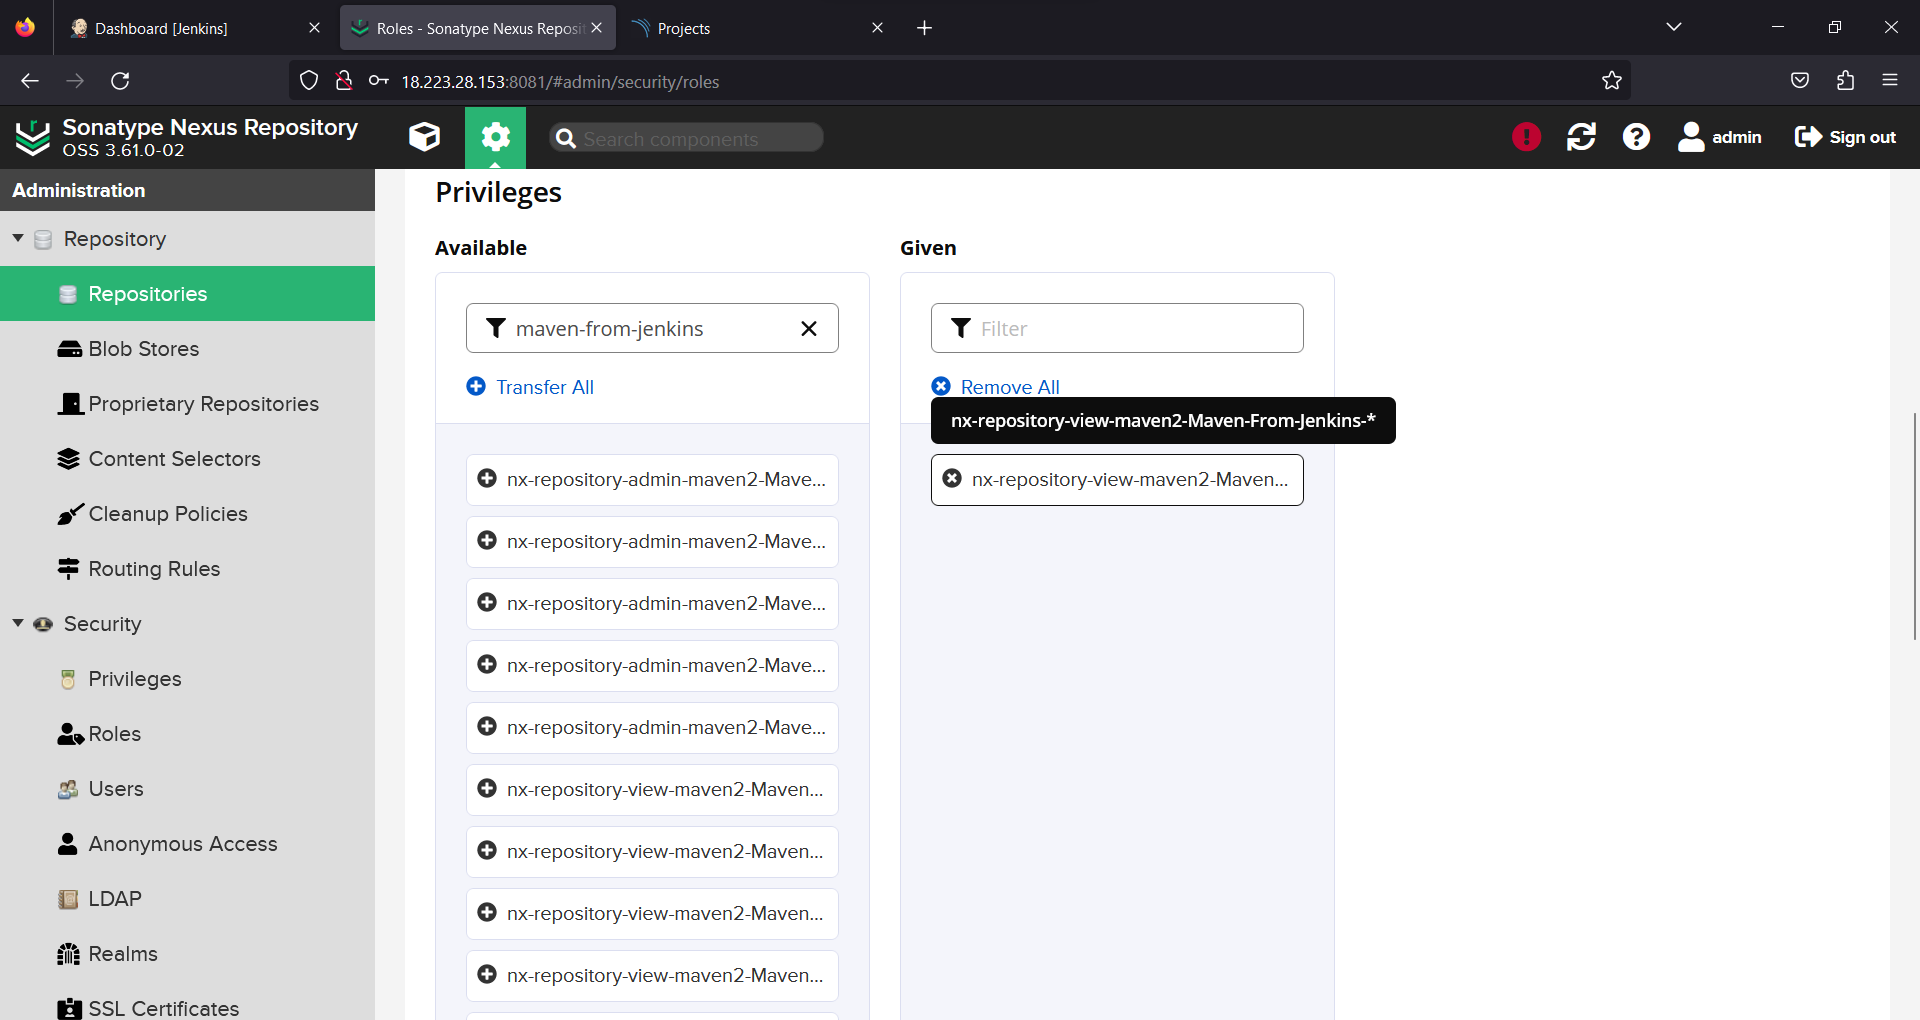 Dashboard [Jenkins]
Roles - Sonatype Nexus Reposit
Projects
18.223.28.153:8081/#admin/security/roles
Sonatype Nexus Repository
OSS 3.61.0-02
Search components
admin
Sign out
Administration
Repository
Repositories
Blob Stores
Proprietary Repositories
Content Selectors
Cleanup Policies
Routing Rules
Security
Privileges
Roles
Users
Anonymous Access
LDAP
Realms
SSL Certificates
Privileges
Available
maven-from-jenkins
Transfer All
nx-repository-admin-maven2-Mave...
nx-repository-admin-maven2-Mave...
nx-repository-admin-maven2-Mave...
nx-repository-admin-maven2-Mave...
nx-repository-admin-maven2-Mave...
nx-repository-view-maven2-Maven...
nx-repository-view-maven2-Maven...
nx-repository-view-maven2-Maven...
nx-repository-view-maven2-Maven...
Given
Filter
Remove All
nx-repository-view-maven2-Maven-From-Jenkins-*
nx-repository-view-maven2-Maven...